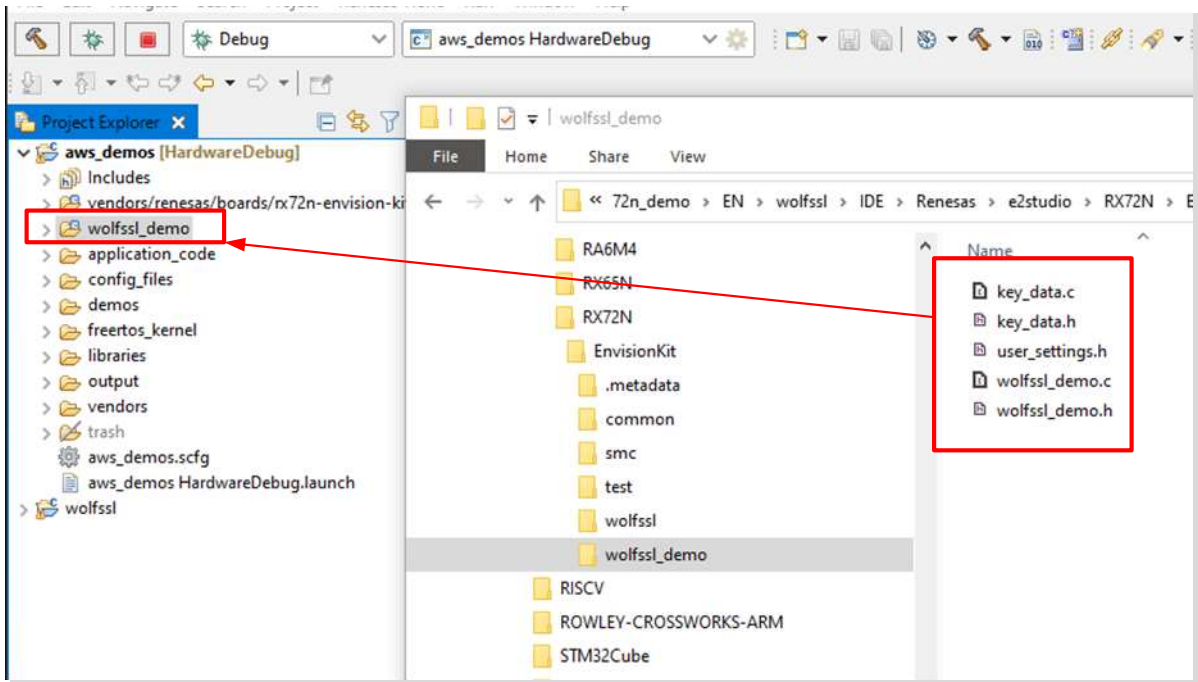 Debug
aws_demos HardwareDebug
010
Project Explorer
aws_demos [HardwareDebug]
Includes
vendors/renesas/boards/rx72n-envision-ki
wolfssl_demo
application_code
config_files
demos
freertos_kernel
libraries
output
vendors
trash
aws_demos.scfg
aws_demos HardwareDebug.launch
wolfssl
wolfssl_demo
File Home Share View
« 72n_demo > EN > wolfssl > IDE > Renesas > e2studio > RX72N > E
RA6M4
RX65N
RX72N
EnvisionKit
.metadata
common
smc
test
wolfssl
wolfssl_demo
RISCV
ROWLEY-CROSSWORKS-ARM
STM32Cube
Name
key_data.c
key_data.h
user_settings.h
wolfssl_demo.c
wolfssl_demo.h